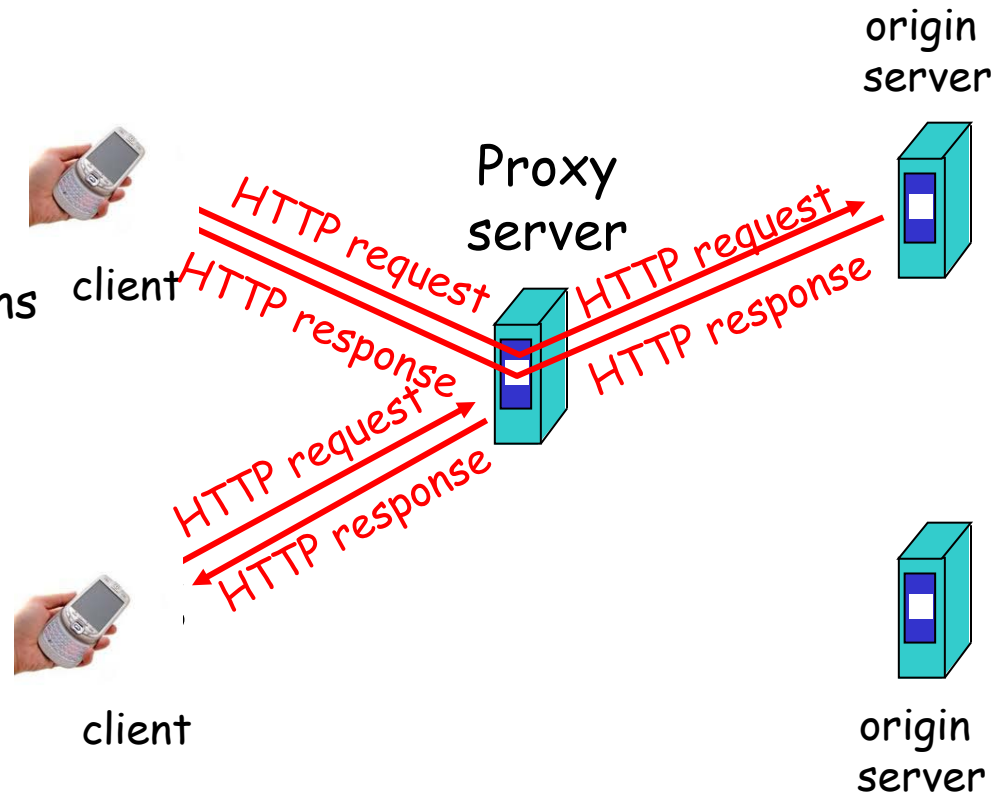 origin
server
Proxy
server
HTTP request
HTTP request
client
ns
HTTP response
HTTP response
HTTP request
HTTP response
client
origin
server